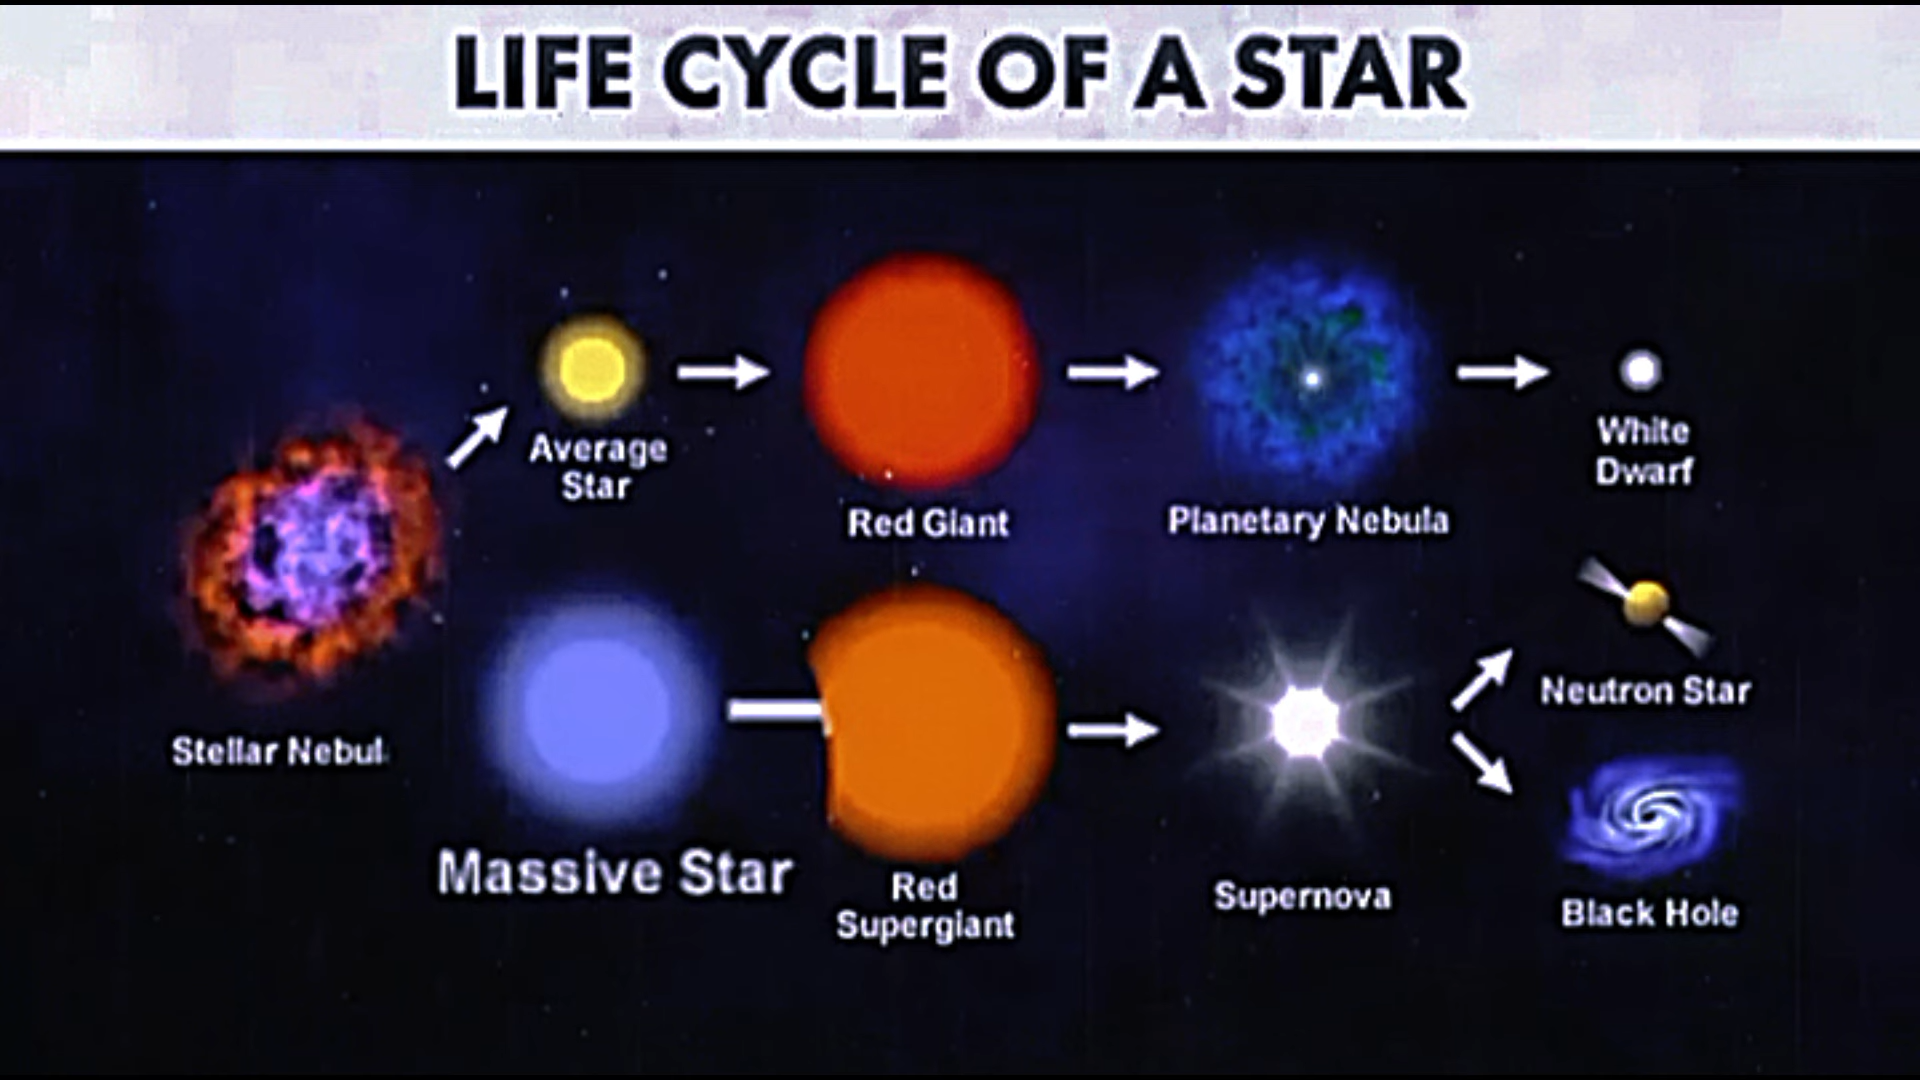 LIFE CYCLE OF A STAR
Average
Star
Red Giant
Planetary Nebula
White
Dwarf
Stellar Nebul
Massive Star
Red
Supergiant
Supernova
Neutron Star
Black Hole